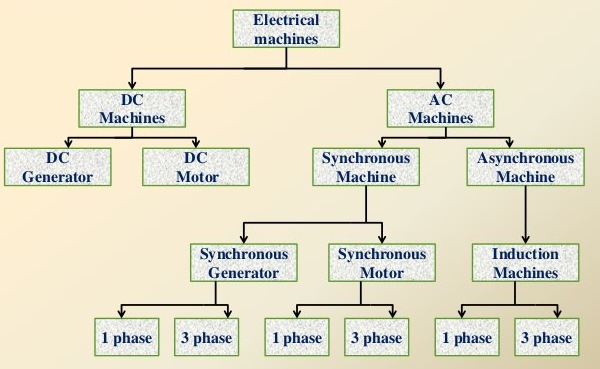 Electrical
machines
DC
Machines
AC
Machines
DC
Generator
DC
Motor
Synchronous
Machine
Asynchronous
Machine
Synchronous
Generator
Synchronous
Motor
Induction
Machines
1 phase
3 phase
1 phase
3 phase
1 phase
3 phase